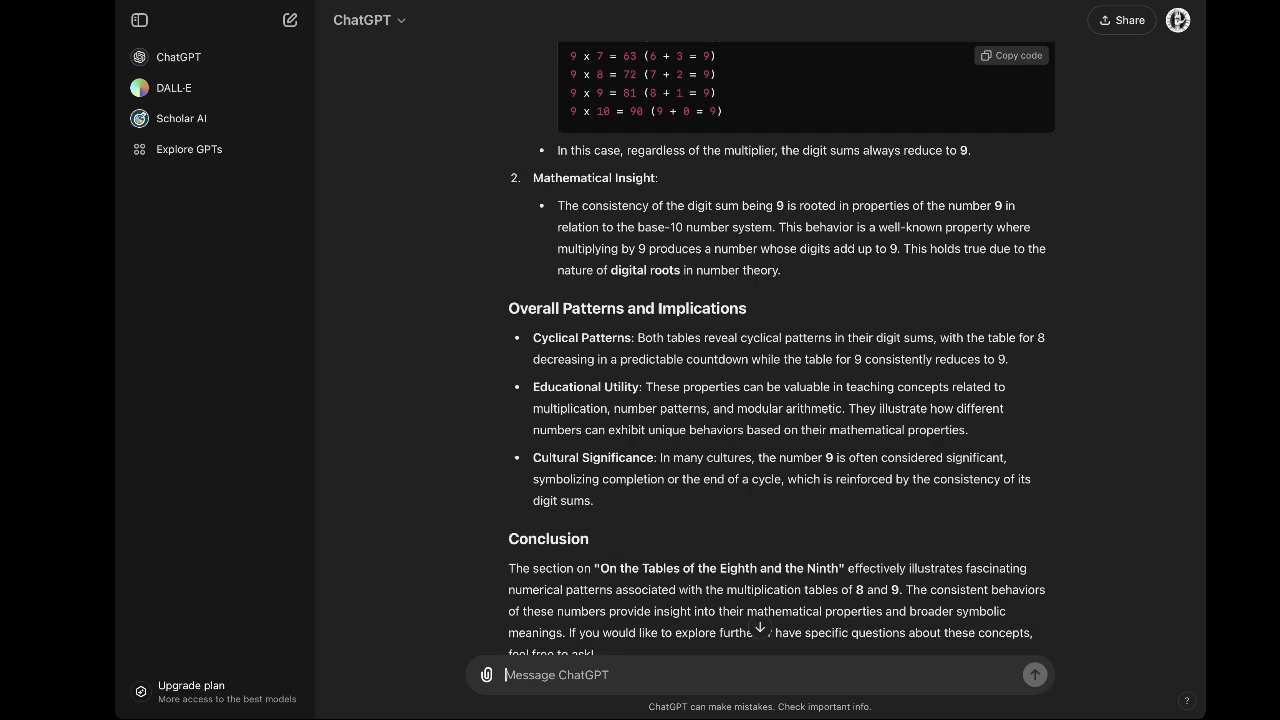 ChatGPT
Share
ChatGPT
DALL·E
Scholar AI
Explore GPTs
9 x 7 = 63 (6 + 3 = 9)
Copy code
9 x 8 = 72 (7 + 2 = 9)
9 x 9 = 81 (8 + 1 = 9)
9 x 10 = 90 (9 + 0 = 9)
• In this case, regardless of the multiplier, the digit sums always reduce to 9.
2. Mathematical Insight:
• The consistency of the digit sum being 9 is rooted in properties of the number 9 in
relation to the base-10 number system. This behavior is a well-known property where
multiplying by 9 produces a number whose digits add up to 9. This holds true due to the
nature of digital roots in number theory.
Overall Patterns and Implications
• Cyclical Patterns: Both tables reveal cyclical patterns in their digit sums, with the table for 8
decreasing in a predictable countdown while the table for 9 consistently reduces to 9.
• Educational Utility: These properties can be valuable in teaching concepts related to
multiplication, number patterns, and modular arithmetic. They illustrate how different
numbers can exhibit unique behaviors based on their mathematical properties.
• Cultural Significance: In many cultures, the number 9 is often considered significant,
symbolizing completion or the end of a cycle, which is reinforced by the consistency of its
digit sums.
Conclusion
The section on "On the Tables of the Eighth and the Ninth" effectively illustrates fascinating
numerical patterns associated with the multiplication tables of 8 and 9. The consistent behaviors
of these numbers provide insight into their mathematical properties and broader symbolic
meanings. If you would like to explore furthe have specific questions about these concepts,
feel free to ask!
Message ChatGPT
Upgrade plan
More access to the best models
ChatGPT can make mistakes. Check important info.
?